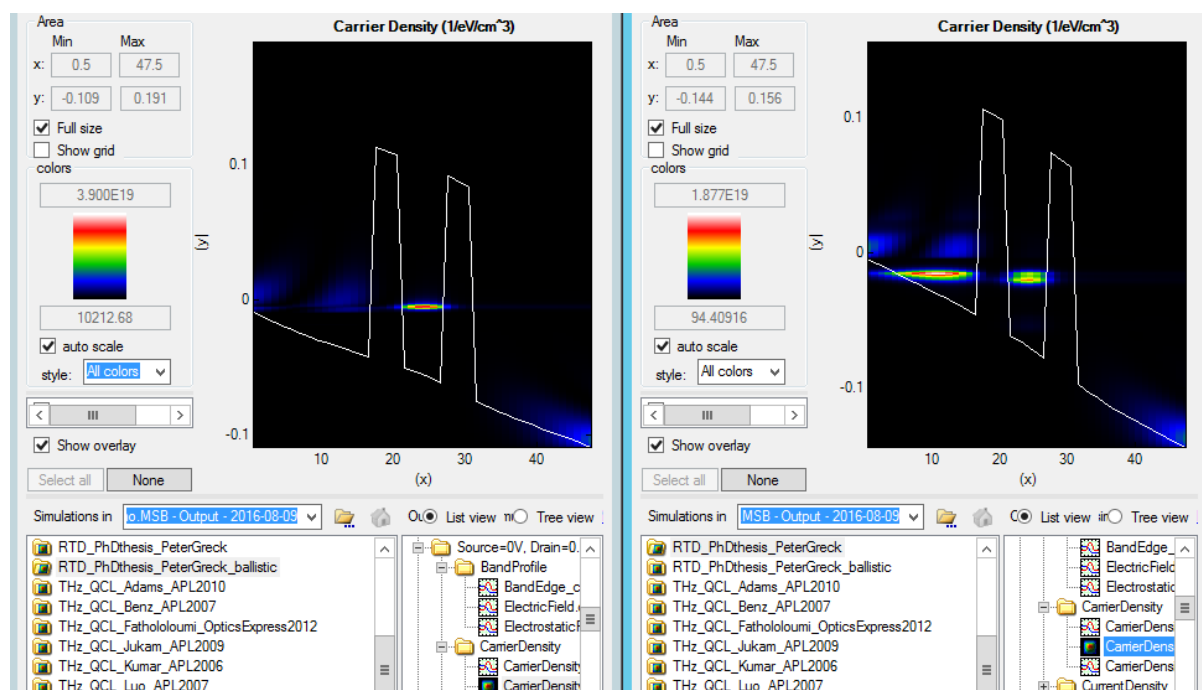 Area
Min Max
x: 0.5 47.5
y: -0.109 0.191
Full size
Show grid
colors
3.900E19
10212.68
auto scale
style: All colors
Show overlay
Select all None
Carrier Density (1/eV/cm^3)
0.1
0
-0.1
(y)
10 20 30 40
(x)
Simulations in o.MSB - Output - 2016-08-09 List view Tree view
RTD_PhDthesis_PeterGreck
RTD_PhDthesis_PeterGreck_ballistic
THz_QCL_Adams_APL2010
THz_QCL_Benz_APL2007
THz_QCL_Fathololoumi_OpticsExpress2012
THz_QCL_Jukam_APL2009
THz_QCL_Kumar_APL2006
THz_QCL_Luo_APL2007
Source=0V, Drain=0.
BandProfile
BandEdge_c
ElectricField.
Electrostatic
CarrierDensity
CarrierDensity
CarrierDensity
Area
Min Max
x: 0.5 47.5
y: -0.144 0.156
Full size
Show grid
colors
1.877E19
94.40916
auto scale
style: All colors
Show overlay
Select all None
Carrier Density (1/eV/cm^3)
0.1
0
-0.1
(y)
10 20 30 40
(x)
Simulations in MSB - Output - 2016-08-09 List view Tree view
RTD_PhDthesis_PeterGreck
RTD_PhDthesis_PeterGreck_ballistic
THz_QCL_Adams_APL2010
THz_QCL_Benz_APL2007
THz_QCL_Fathololoumi_OpticsExpress2012
THz_QCL_Jukam_APL2009
THz_QCL_Kumar_APL2006
THz_QCL_Luo_APL2007
BandEdge_
ElectricField
Electrostatic
CarrierDensity
CarrierDens
CarrierDens
CarrierDens
CurrentDensity